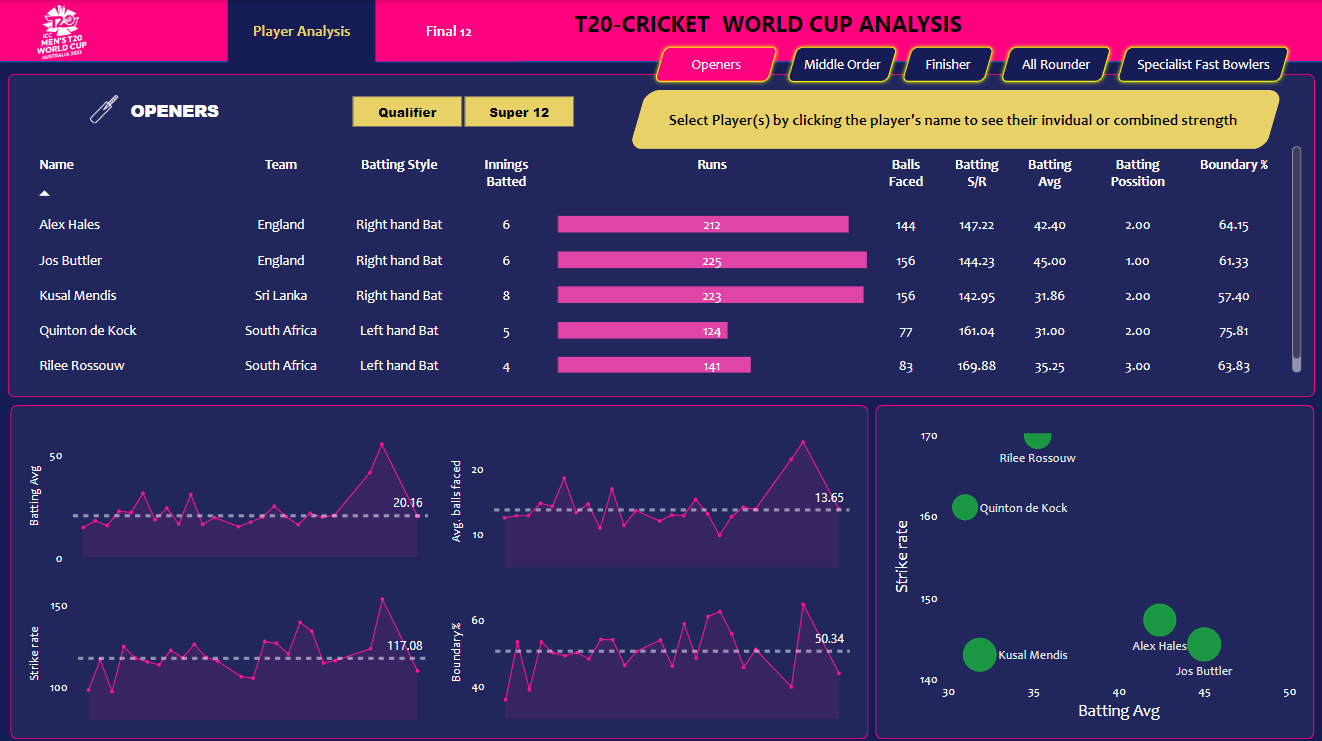 T20
ICC
MEN'S T20
WORLD CUP
AUSTRALIA 2022
Player Analysis
Final 12
T20-CRICKET WORLD CUP ANALYSIS
Openers
Middle Order
Finisher
All Rounder
Specialist Fast Bowlers
OPENERS
Qualifier
Super 12
Select Player(s) by clicking the player's name to see their invidual or combined strength
Name Team Batting Style Innings Batted Runs Balls Faced Batting S/R Batting Avg Batting Possition Boundary %
Alex Hales England Right hand Bat 6 212 144 147.22 42.40 2.00 64.15
Jos Buttler England Right hand Bat 6 225 156 144.23 45.00 1.00 61.33
Kusal Mendis Sri Lanka Right hand Bat 8 223 156 142.95 31.86 2.00 57.40
Quinton de Kock South Africa Left hand Bat 5 124 77 161.04 31.00 2.00 75.81
Rilee Rossouw South Africa Left hand Bat 4 141 83 169.88 35.25 3.00 63.83
Batting Avg
50
0
20.16
Avg. balls faced
20
10
13.65
Strike rate
150
100
117.08
Boundary%
60
40
50.34
Strike rate
170
160
150
140
Rilee Rossouw
Quinton de Kock
Alex Hales
Kusal Mendis
Jos Buttler
30 35 40 45 50
Batting Avg